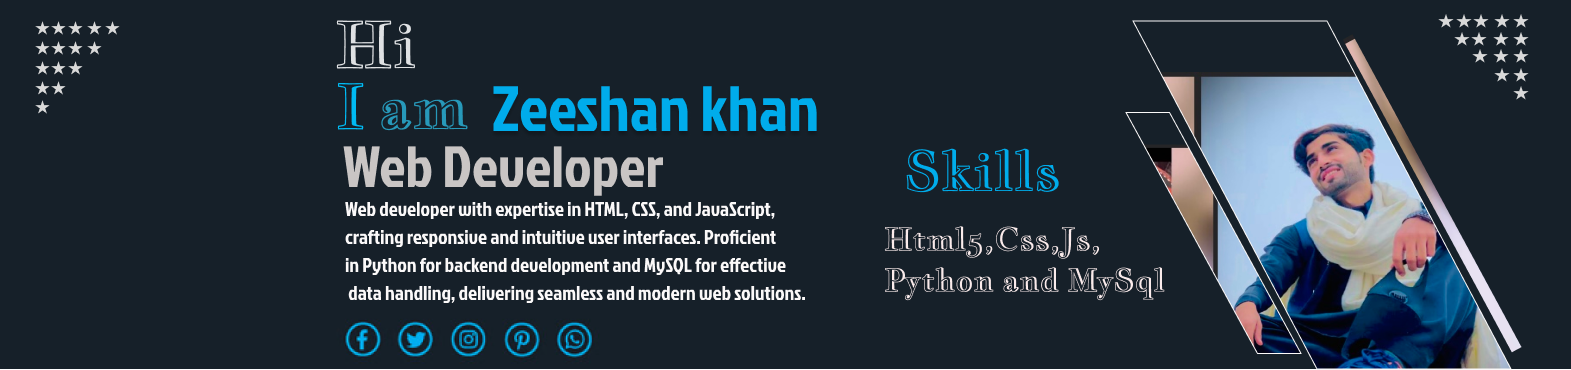 Hi
I am Zeeshan khan
Web Developer
Web developer with expertise in HTML, CSS, and JavaScript,
crafting responsive and intuitive user interfaces. Proficient
in Python for backend development and MySQL for effective
data handling, delivering seamless and modern web solutions.
Skills
Html5,Css,Js,
Python and MySql